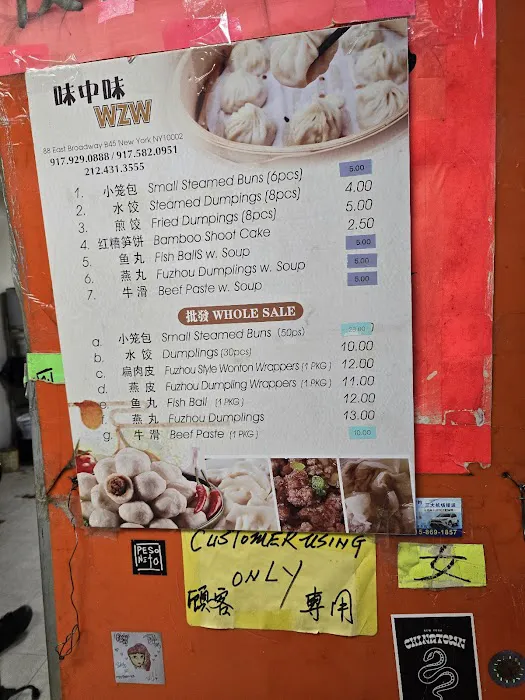 味中味
WZW
88 East Broadway B45 New York NY10002
917.929.0888 / 917.582.0951
212.431.3555
1. 小笼包 Small Steamed Buns (6pcs) 5.00
2. 水饺 Steamed Dumplings (8pcs) 4.00
3. 煎饺 Fried Dumplings (8pcs) 5.00
4. 红糟笋饼 Bamboo Shoot Cake 2.50
5. 鱼丸 Fish BallS w. Soup 5.00
6. 燕丸 Fuzhou Dumplings w. Soup 5.00
7. 牛滑 Beef Paste w. Soup 5.00
批發 WHOLE SALE
a. 小笼包 Small Steamed Buns (50ps)
b. 水饺 Dumplings (30pcs) 10.00
c. 扁肉皮 Fuzhou Style Wonton Wrappers (1 PKG) 12.00
d. 燕皮 Fuzhou Dumpling Wrappers (1 PKG) 11.00
e. 鱼丸 Fish Ball (1 PKG) 12.00
f. 燕丸 Fuzhou Dumplings 13.00
g. 牛滑 Beef Paste (1 PKG) 10.00
CUSTOMER USING
ONLY
顧客 專用
女
PESO
NETO
CHINATOWN